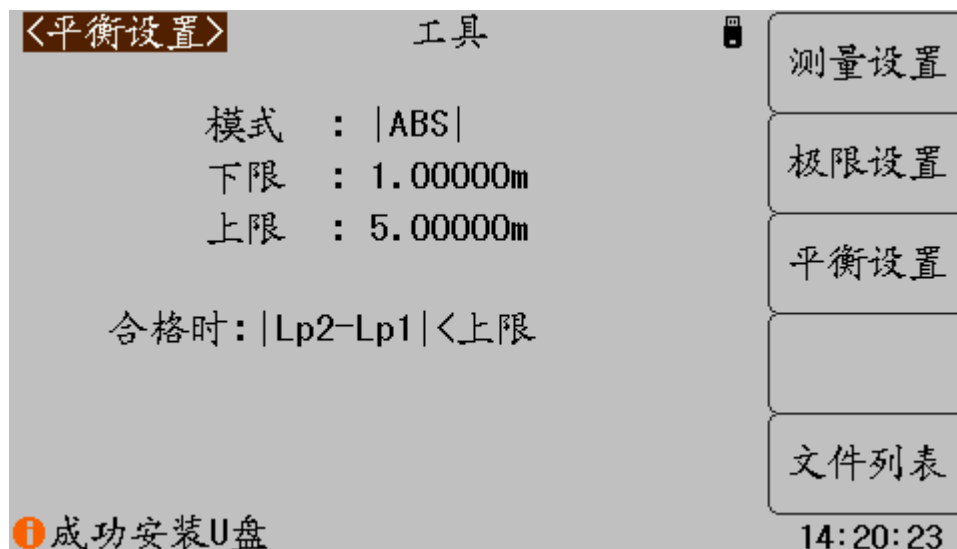 <平衡设置>
工具
测量设置
模式 : |ABS|
下限 : 1.00000m
极限设置
上限 : 5.00000m
平衡设置
合格时:|Lp2-Lp1|<上限
文件列表
成功安装U盘
14:20:23